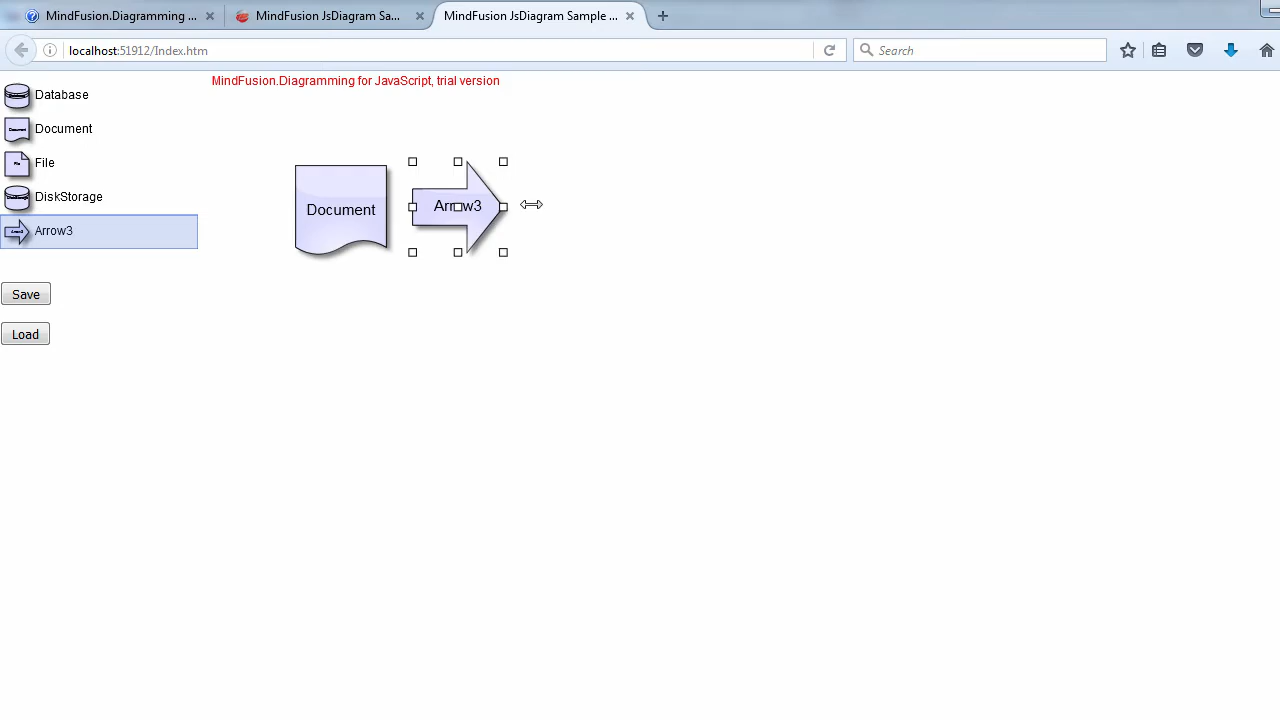 MindFusion.Diagramming ...
MindFusion JsDiagram Sa...
MindFusion JsDiagram Sample ...
localhost:51912/Index.htm
Search
MindFusion.Diagramming for JavaScript, trial version
Database
Document
File
DiskStorage
Arrow3
Document
Arrow3
Save
Load